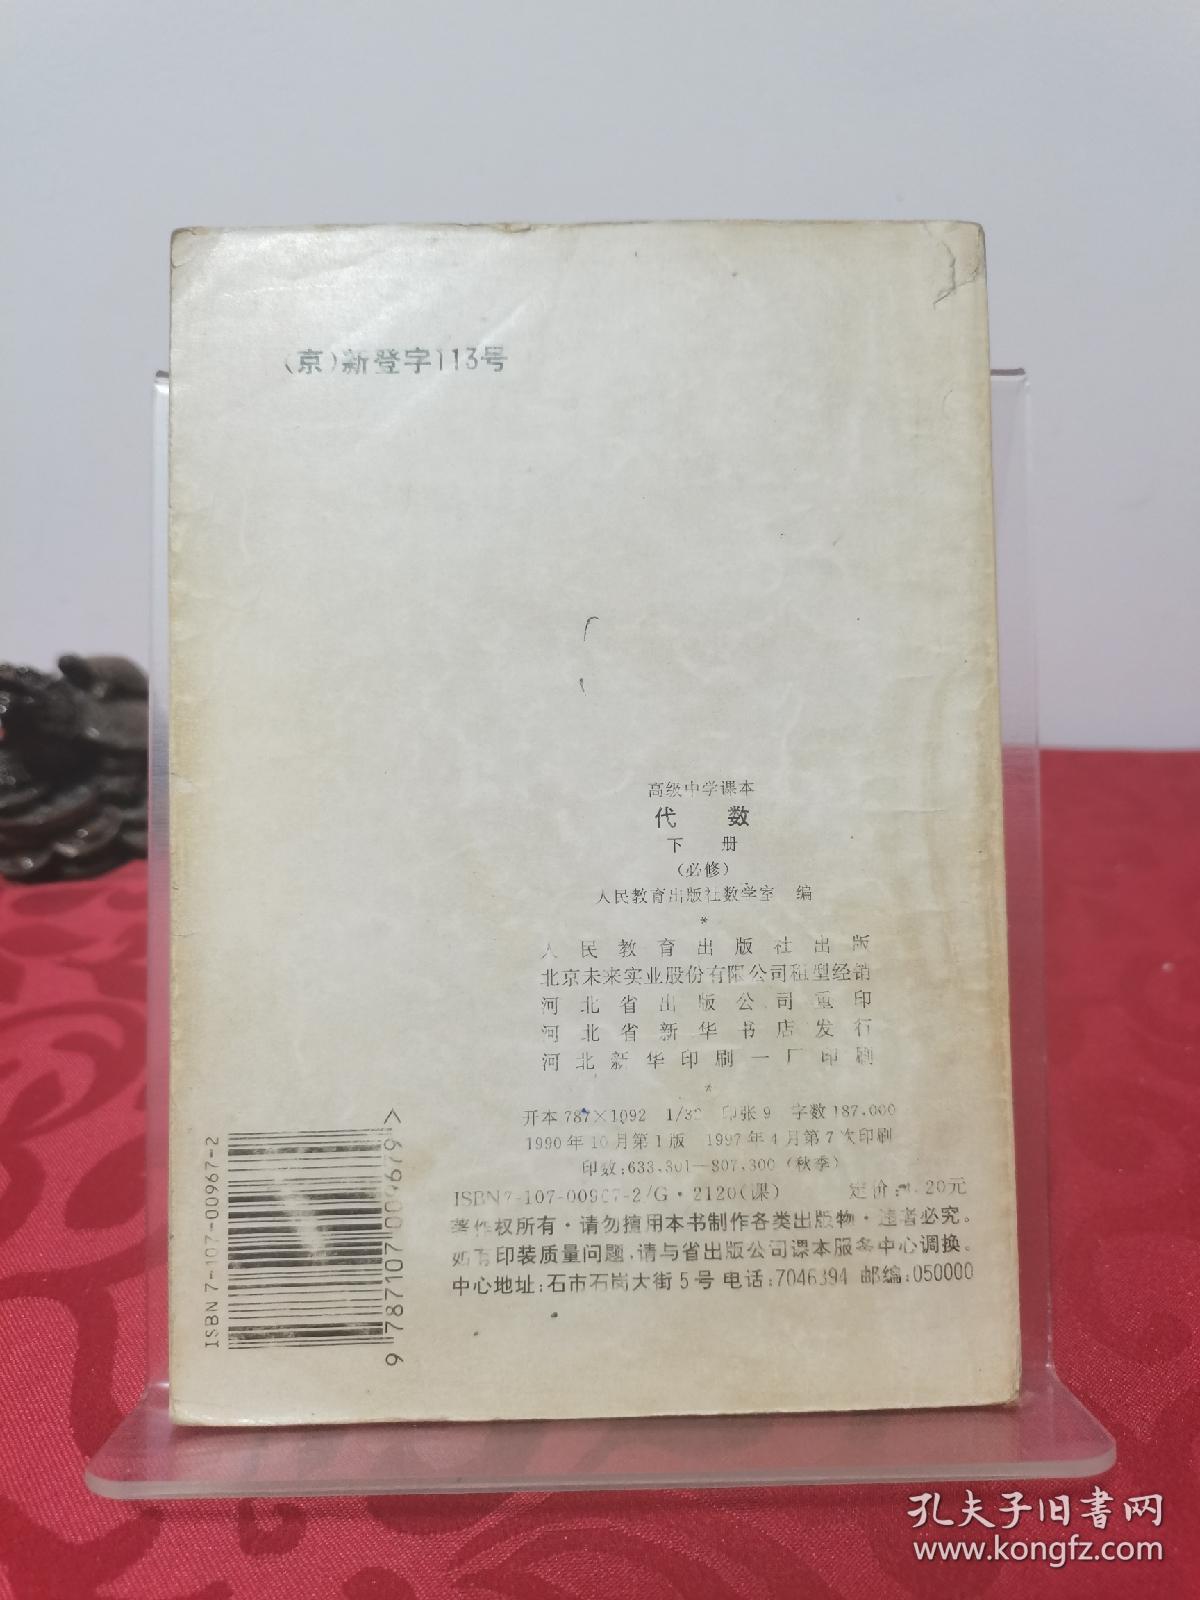 (京)新登字113号
高级中学课本
代 数
下 册
(必修)
人民教育出版社数学室 编
*
人民教育出版社出版
北京未来实业股份有限公司租型经销
河北省出版公司重印
河北省新华书店发行
河北新华印刷一厂印刷
*
开本787×1092 1/32 印张9 字数187.000
1990年10月第1版 1997年4月第7次印刷
印数:633.301—807,300(秋季)
ISBN7-107-00967-2/G·2120(课) 定价: .20元
著作权所有·请勿擅用本书制作各类出版物·违者必究。
如有印装质量问题,请与省出版公司课本服务中心调换。
中心地址:石市石岗大街5号 电话:7046394 邮编:050000
ISBN 7-107-00967-2
9 787107 009679 >
孔夫子旧书网
www.kongfz.com